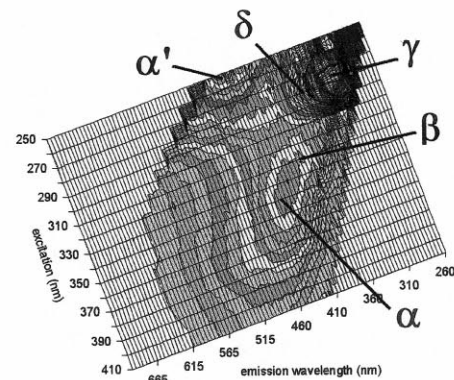 α'
δ
γ
β
α
250
270
290
310
330
350
370
390
410
excitation (nm)
665
615
565
515
460
410
360
310
260
emission wavelength (nm)